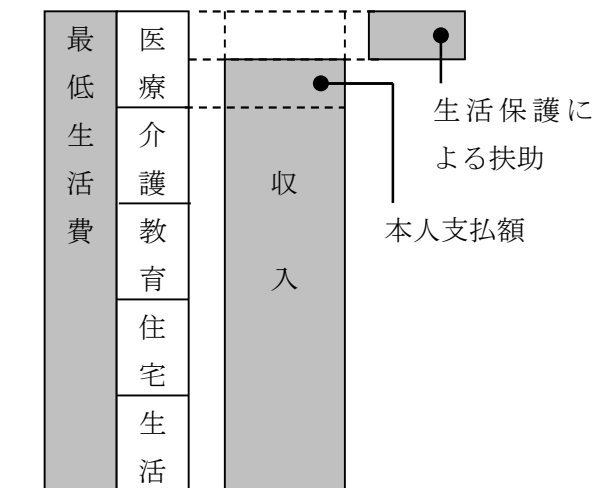 最低生活費
医療
介護
教育
住宅
生活
収入
生活保護に
よる扶助
本人支払額